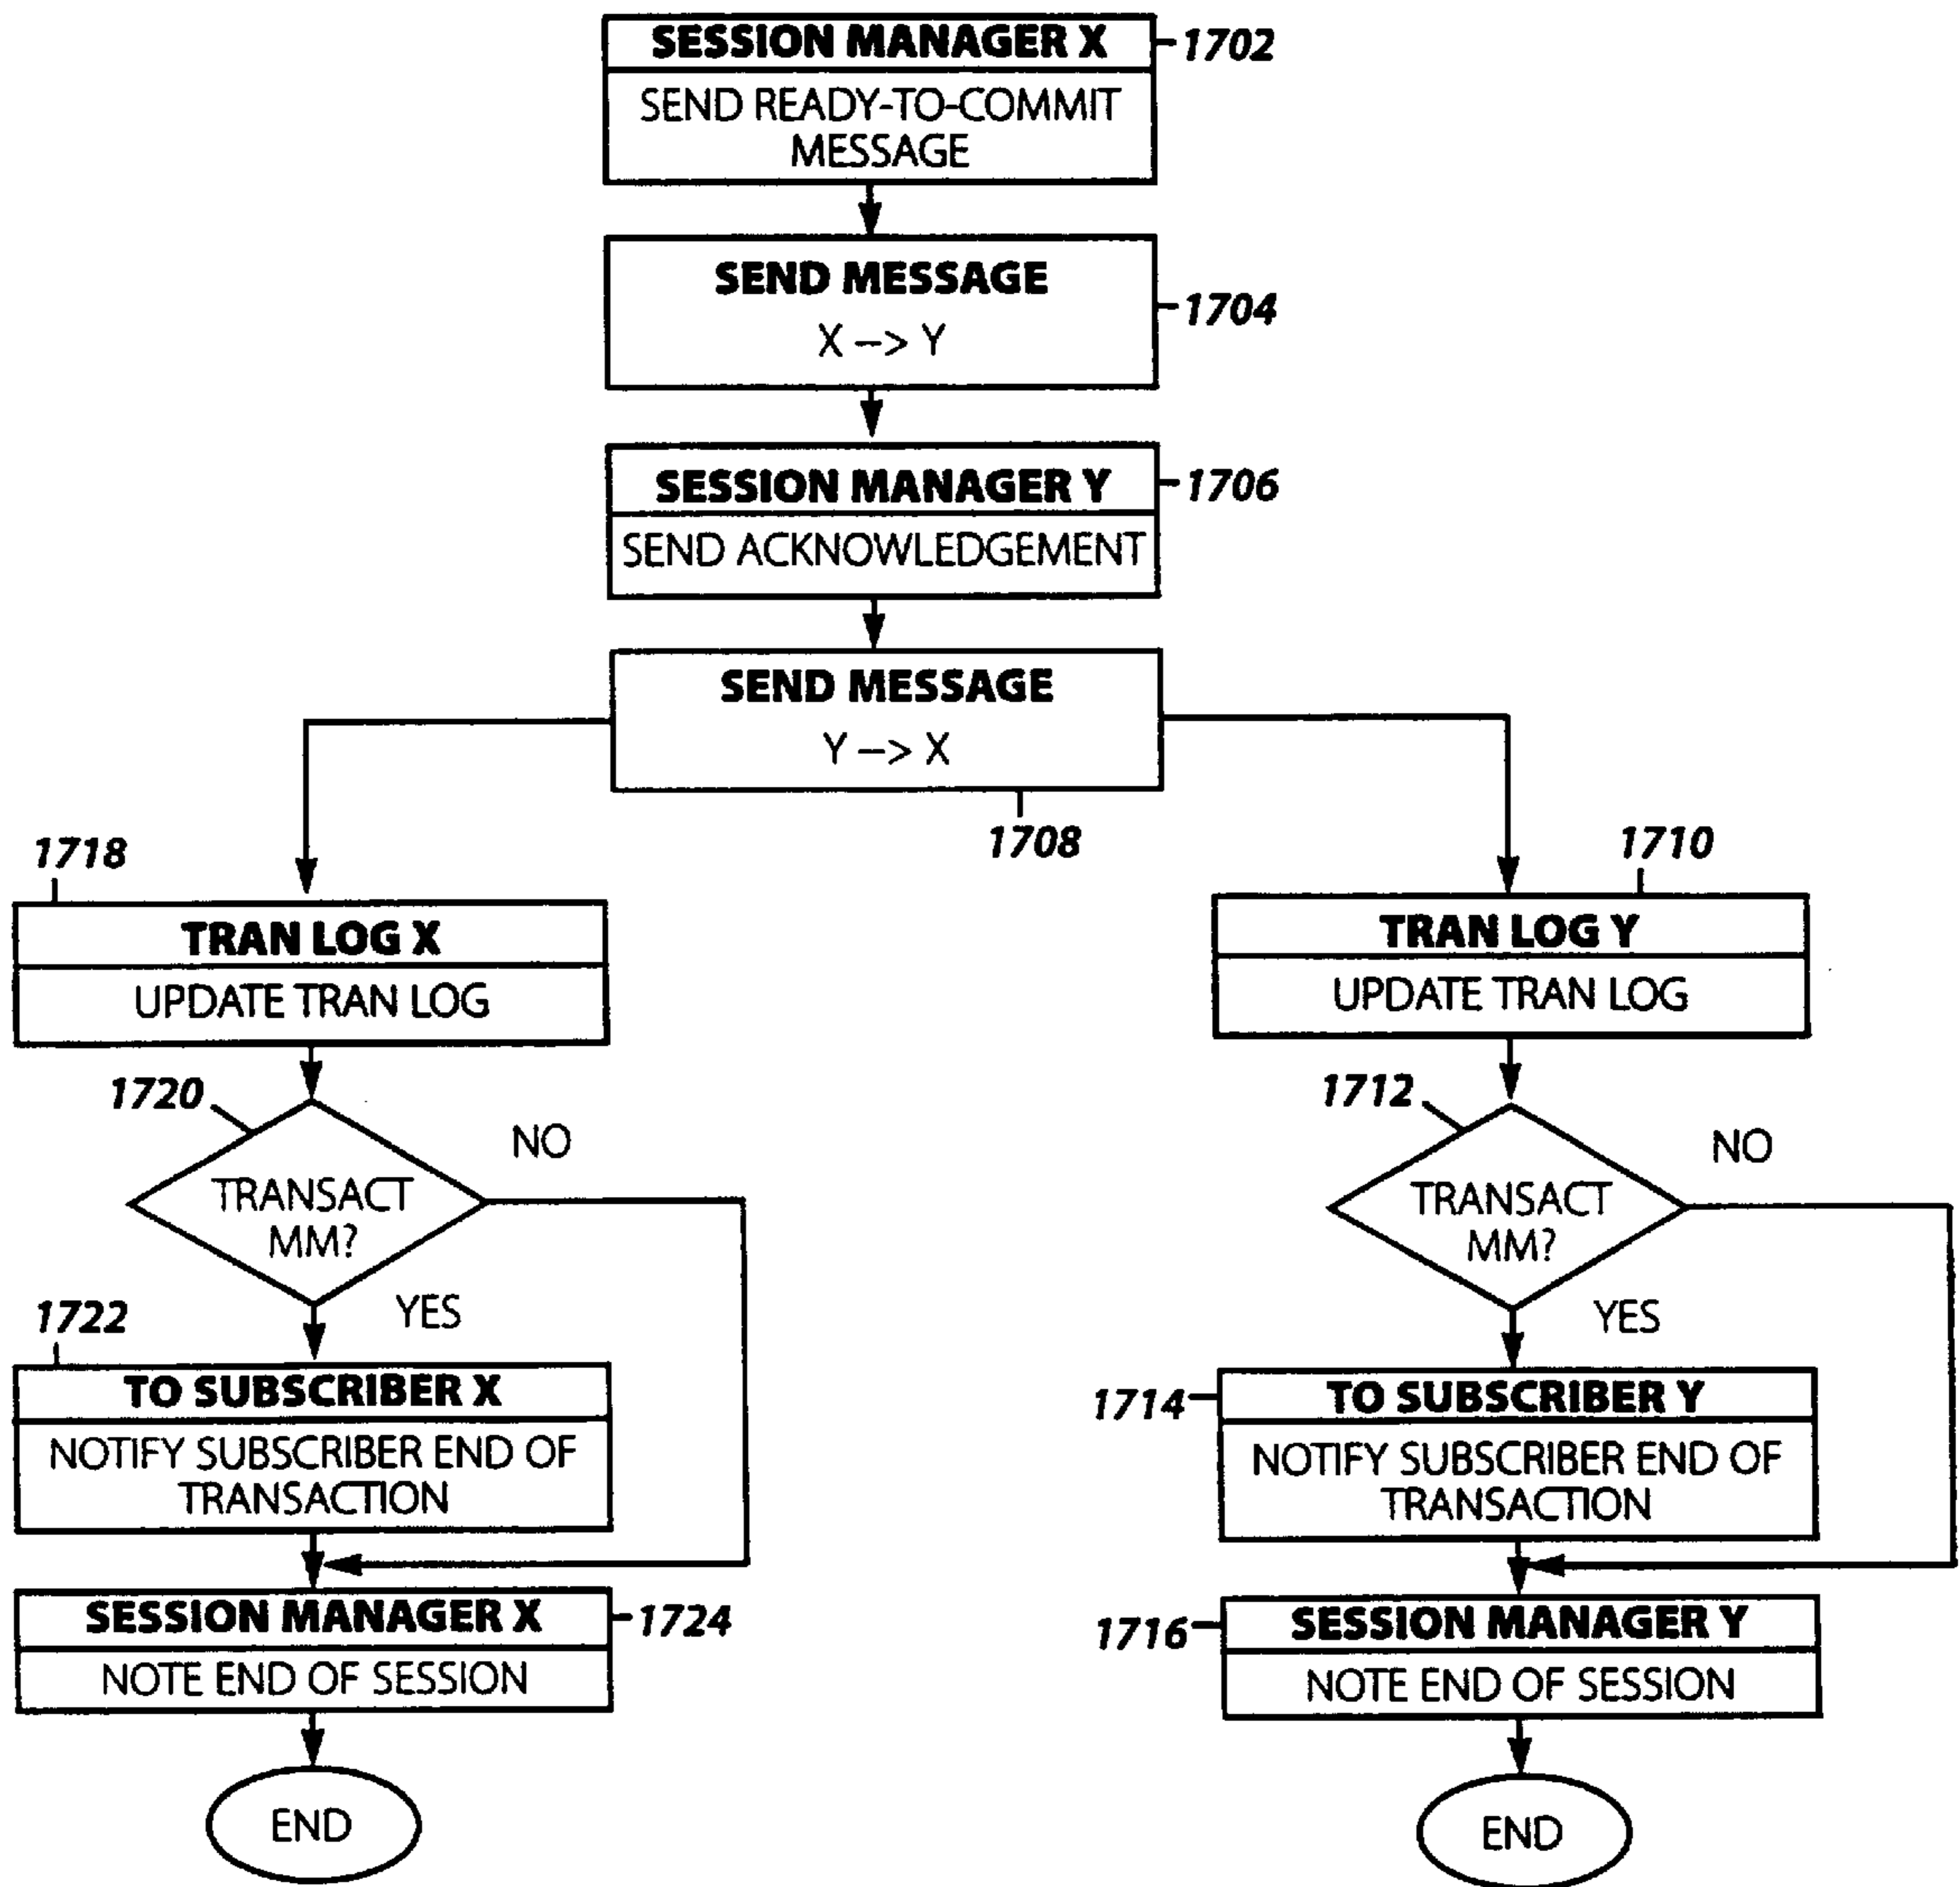 SESSION MANAGER X
1702
SEND READY-TO-COMMIT
MESSAGE
SEND MESSAGE
1704
X --> Y
SESSION MANAGER Y
1706
SEND ACKNOWLEDGEMENT
SEND MESSAGE
Y --> X
1708
1718
TRAN LOG X
UPDATE TRAN LOG
1720
NO
TRANSACT
MM?
YES
1722
TO SUBSCRIBER X
NOTIFY SUBSCRIBER END OF
TRANSACTION
SESSION MANAGER X
1724
NOTE END OF SESSION
END
1710
TRAN LOG Y
UPDATE TRAN LOG
1712
NO
TRANSACT
MM?
YES
1714
TO SUBSCRIBER Y
NOTIFY SUBSCRIBER END OF
TRANSACTION
1716
SESSION MANAGER Y
NOTE END OF SESSION
END